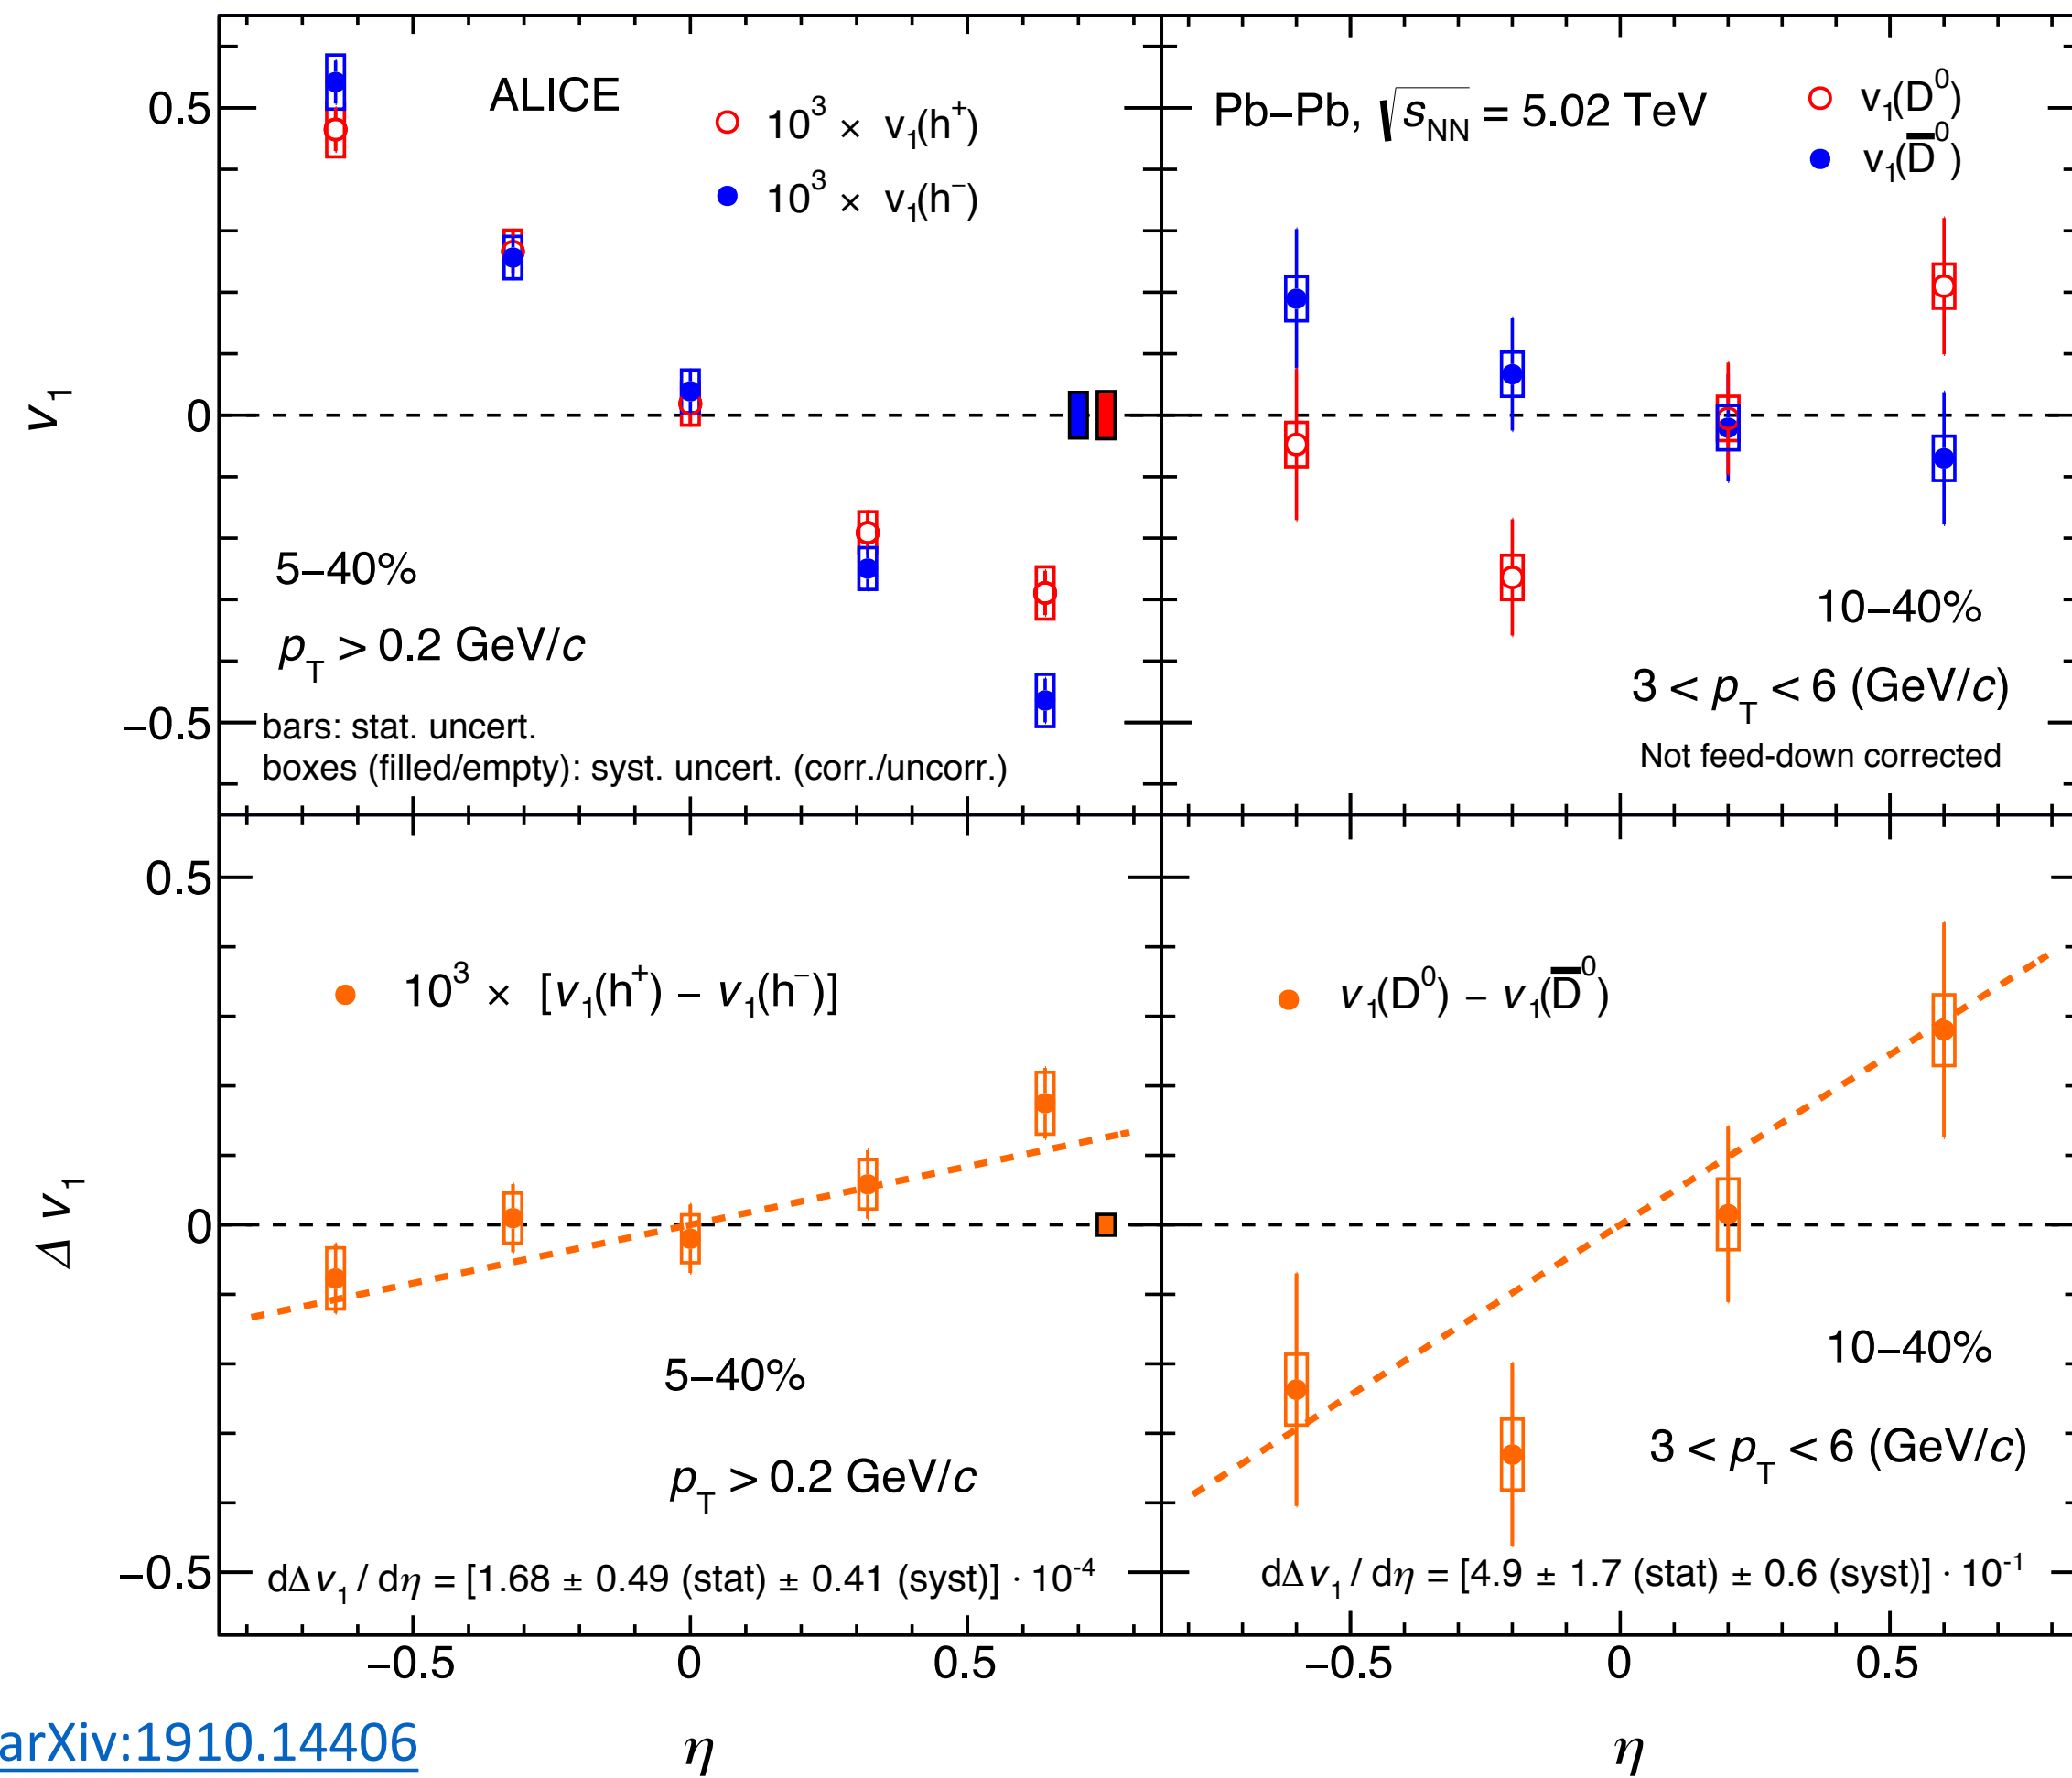 ALICE
10³ × v₁(h⁺)
10³ × v₁(h⁻)
0.5
0
−0.5
v₁
5−40%
p_T > 0.2 GeV/c
bars: stat. uncert.
boxes (filled/empty): syst. uncert. (corr./uncorr.)
Pb−Pb, √s_NN = 5.02 TeV
v₁(D⁰)
v₁(D̅⁰)
10−40%
3 < p_T < 6 (GeV/c)
Not feed-down corrected
0.5
0
−0.5
Δ v₁
10³ × [v₁(h⁺) − v₁(h⁻)]
5−40%
p_T > 0.2 GeV/c
dΔv₁ / dη = [1.68 ± 0.49 (stat) ± 0.41 (syst)] · 10⁻⁴
v₁(D⁰) − v₁(D̅⁰)
10−40%
3 < p_T < 6 (GeV/c)
dΔv₁ / dη = [4.9 ± 1.7 (stat) ± 0.6 (syst)] · 10⁻¹
−0.5 0 0.5
−0.5 0 0.5
η
η
arXiv:1910.14406